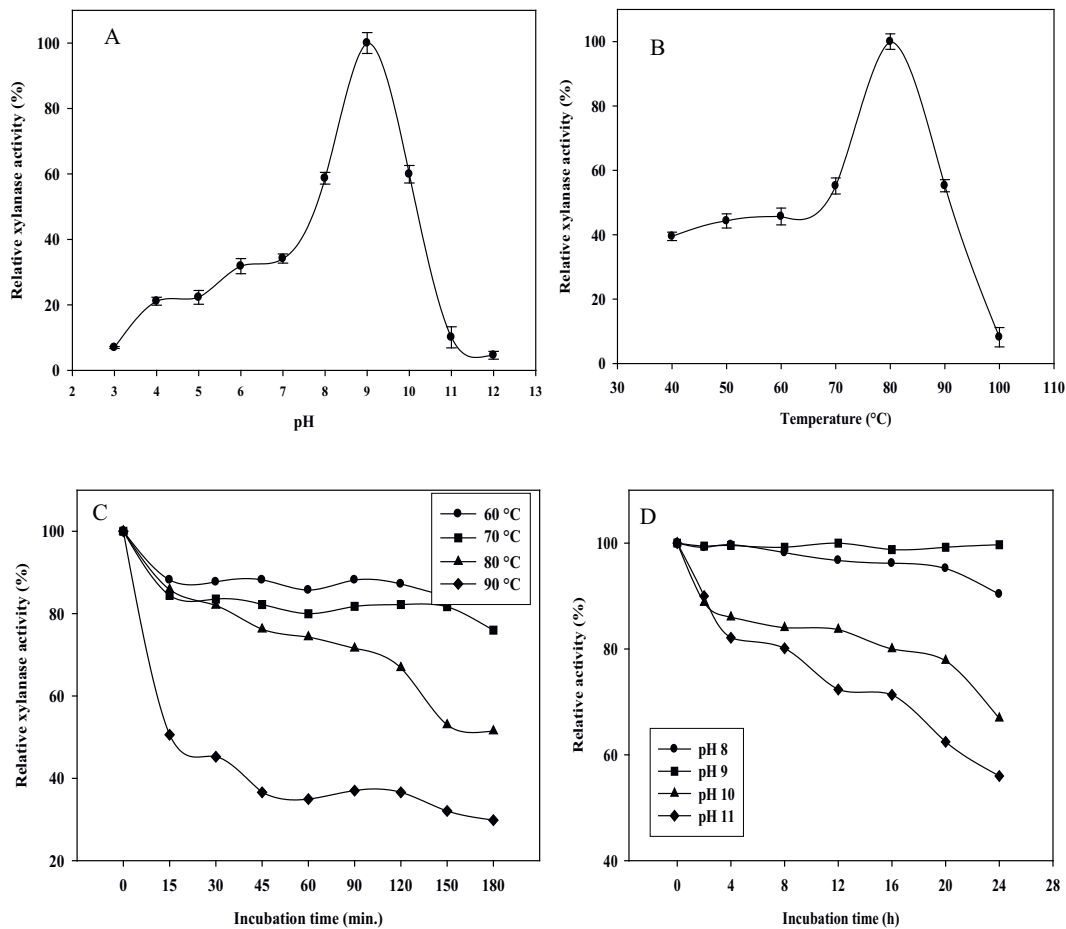 A
Relative xylanase activity (%)
100
80
60
40
20
0
2 3 4 5 6 7 8 9 10 11 12 13
pH
B
Relative xylanase activity (%)
100
80
60
40
20
0
30 40 50 60 70 80 90 100 110
Temperature (°C)
C
60 °C
70 °C
80 °C
90 °C
Relative xylanase activity (%)
100
80
60
40
20
0 15 30 45 60 90 120 150 180
Incubation time (min.)
D
Relative activity (%)
100
80
60
40
pH 8
pH 9
pH 10
pH 11
0 4 8 12 16 20 24 28
Incubation time (h)